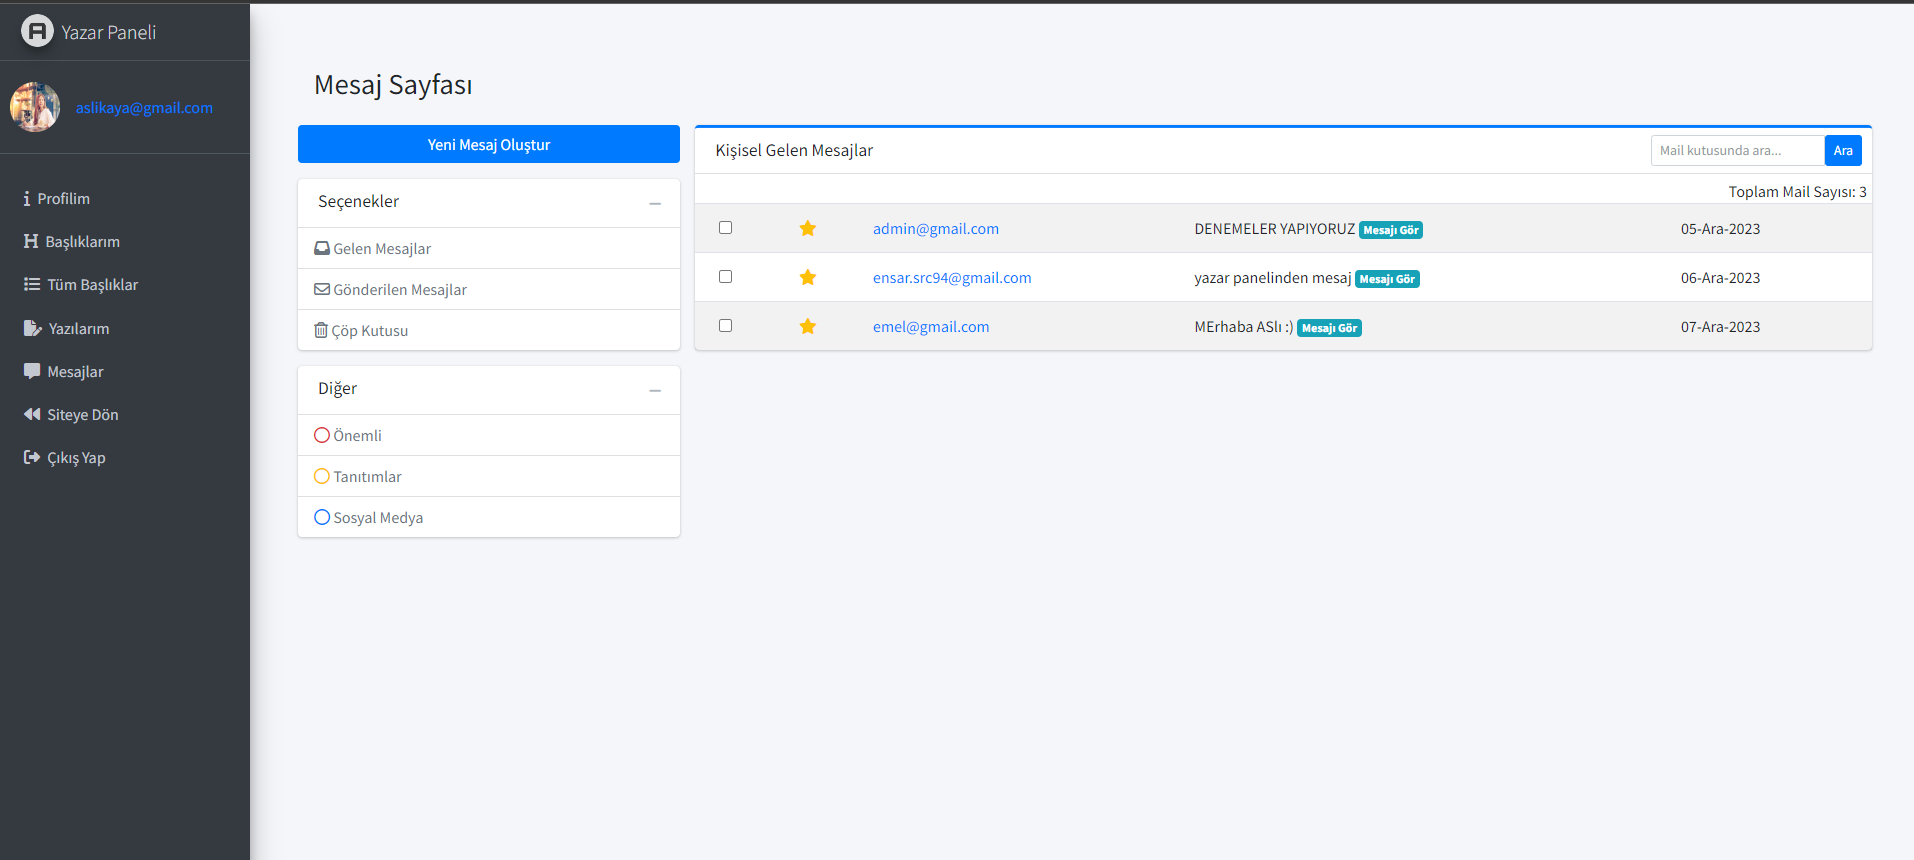 A Yazar Paneli
aslikaya@gmail.com
Profilim
Başlıklarım
Tüm Başlıklar
Yazılarım
Mesajlar
Siteye Dön
Çıkış Yap
Mesaj Sayfası
Yeni Mesaj Oluştur
Seçenekler
Gelen Mesajlar
Gönderilen Mesajlar
Çöp Kutusu
Diğer
Önemli
Tanıtımlar
Sosyal Medya
Kişisel Gelen Mesajlar
Mail kutusunda ara... Ara
Toplam Mail Sayısı: 3
admin@gmail.com DENEMELER YAPIYORUZ Mesajı Gör 05-Ara-2023
ensar.src94@gmail.com yazar panelinden mesaj Mesajı Gör 06-Ara-2023
emel@gmail.com MErhaba ASlı :) Mesajı Gör 07-Ara-2023